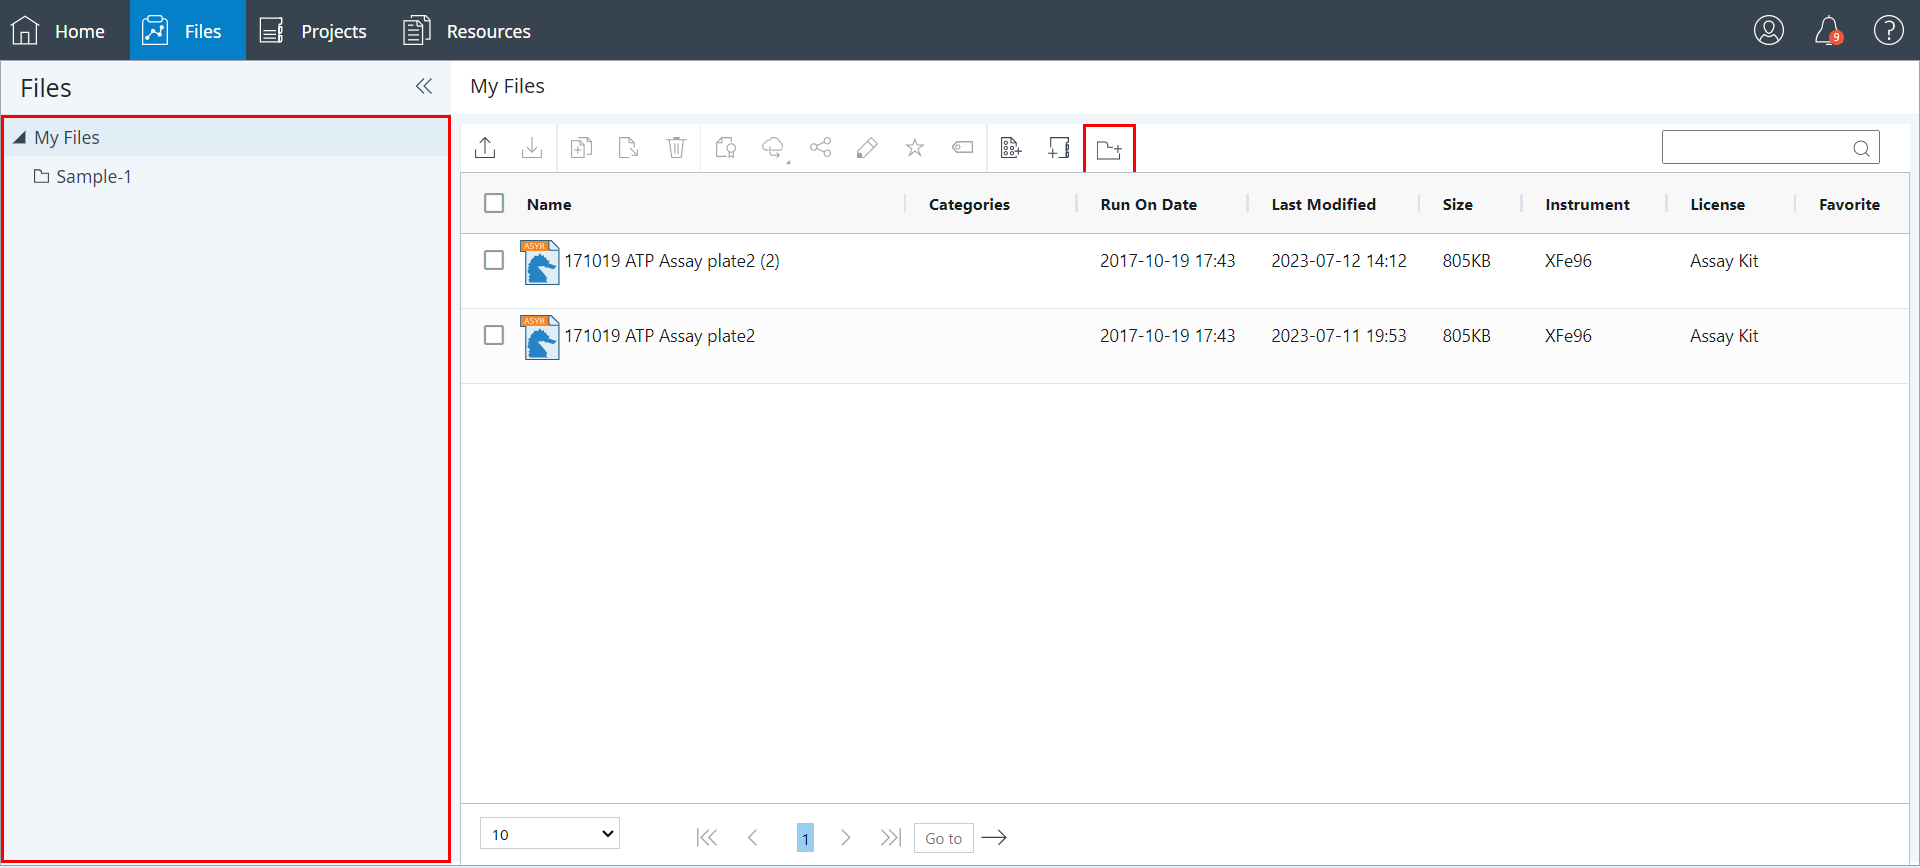 Home Files Projects Resources 9 ?
Files
My Files
My Files
Sample-1
Name Categories Run On Date Last Modified Size Instrument License Favorite
ASYR 171019 ATP Assay plate2 (2) 2017-10-19 17:43 2023-07-12 14:12 805KB XFe96 Assay Kit
ASYR 171019 ATP Assay plate2 2017-10-19 17:43 2023-07-11 19:53 805KB XFe96 Assay Kit
10 1 Go to